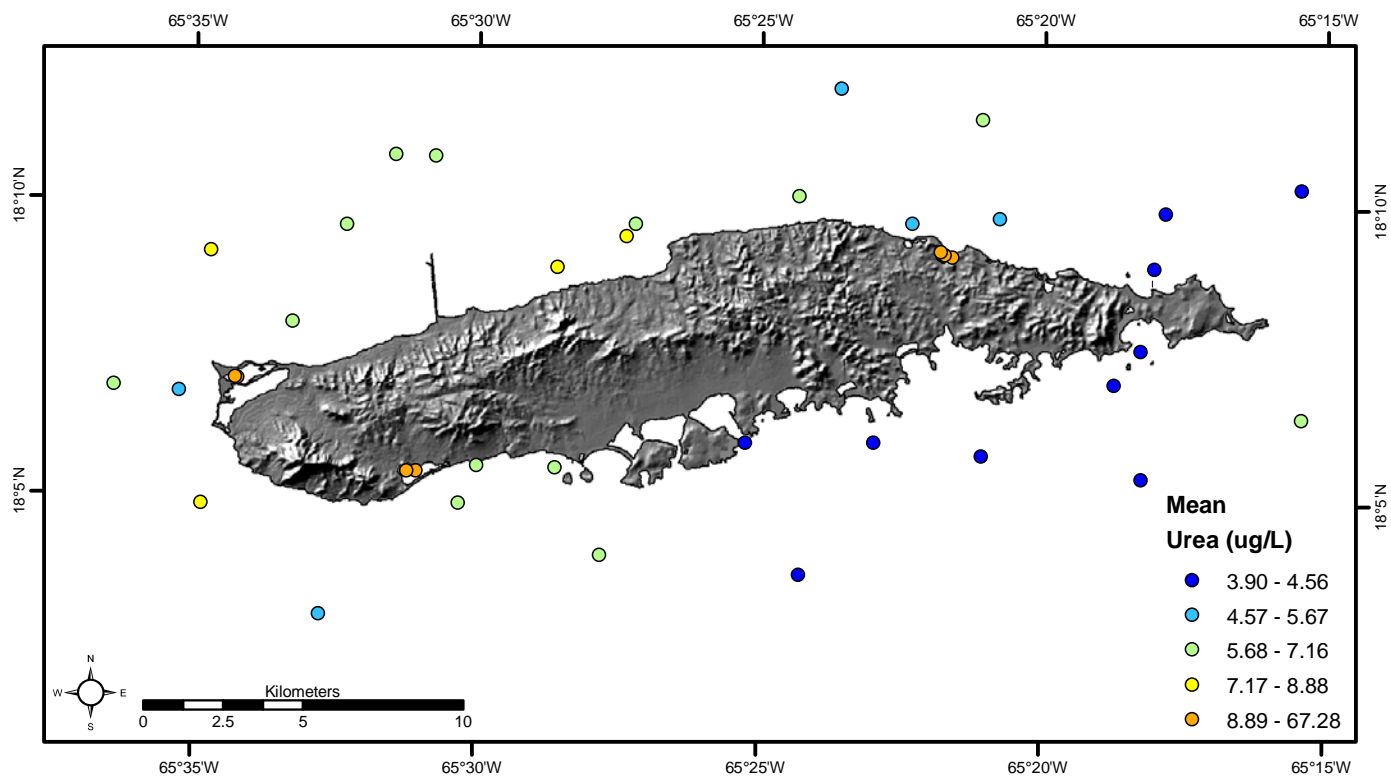 65°35'W 65°30'W 65°25'W 65°20'W 65°15'W
18°10'N 18°10'N
18°5'N 18°5'N
Mean
Urea (ug/L)
3.90 - 4.56
4.57 - 5.67
5.68 - 7.16
7.17 - 8.88
8.89 - 67.28
N
W E
S
Kilometers
0 2.5 5 10
65°35'W 65°30'W 65°25'W 65°20'W 65°15'W